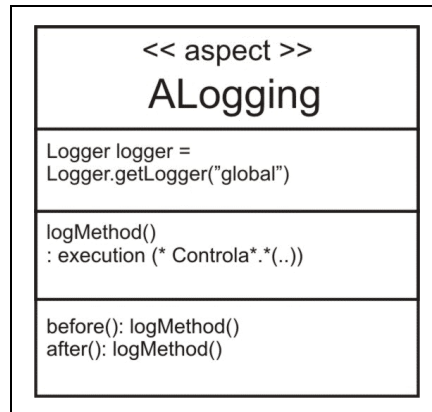 << aspect >>
ALogging
Logger logger =
Logger.getLogger(”global”)
logMethod()
: execution (* Controla*.*(..))
before(): logMethod()
after(): logMethod()